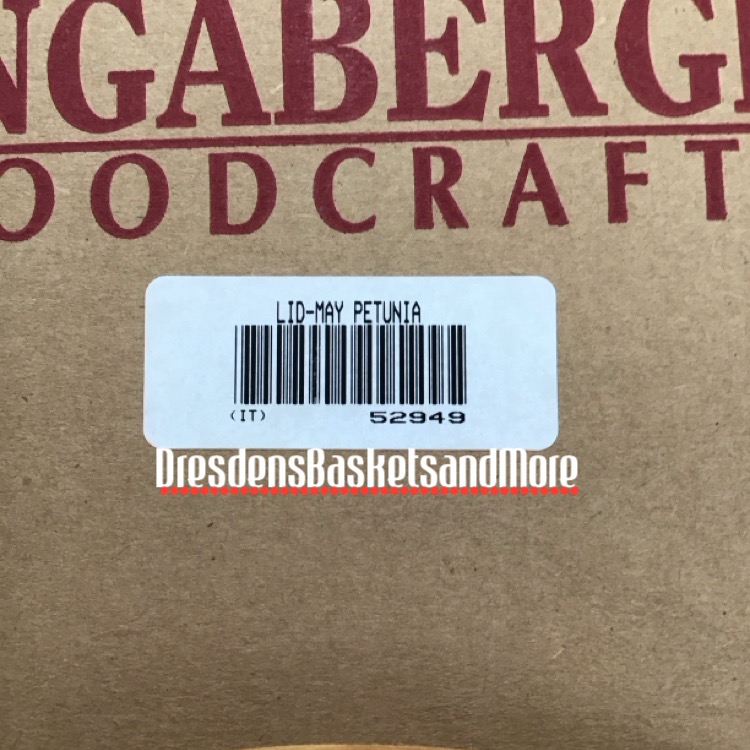 NGABERG
OODCRAFT
LID-MAY PETUNIA
(IT) 52949
DresdensBasketsandMore